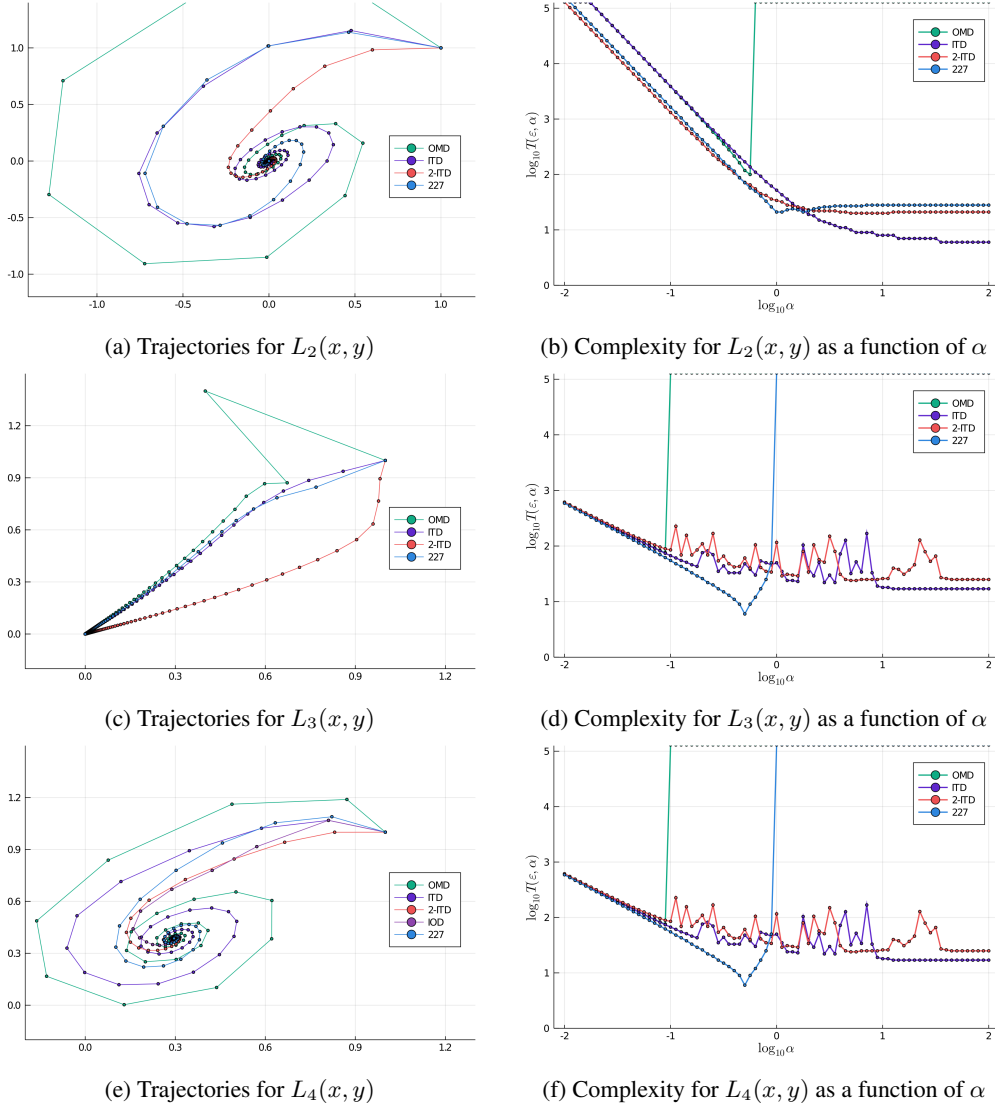 1.0
0.5
0.0
-0.5
-1.0
-1.0
-0.5
0.0
0.5
1.0
OMD
ITD
2-ITD
227
5
4
3
2
1
0
log₁₀T(ε, α)
-2
-1
0
1
2
log₁₀α
OMD
ITD
2-ITD
227
(a) Trajectories for L₂(x, y)
(b) Complexity for L₂(x, y) as a function of α
1.2
0.9
0.6
0.3
0.0
0.0
0.3
0.6
0.9
1.2
OMD
ITD
2-ITD
227
5
4
3
2
1
0
log₁₀T(ε, α)
-2
-1
0
1
2
log₁₀α
OMD
ITD
2-ITD
227
(c) Trajectories for L₃(x, y)
(d) Complexity for L₃(x, y) as a function of α
1.2
0.9
0.6
0.3
0.0
0.0
0.3
0.6
0.9
1.2
OMD
ITD
2-ITD
IOD
227
5
4
3
2
1
0
log₁₀T(ε, α)
-2
-1
0
1
2
log₁₀α
OMD
ITD
2-ITD
227
(e) Trajectories for L₄(x, y)
(f) Complexity for L₄(x, y) as a function of α